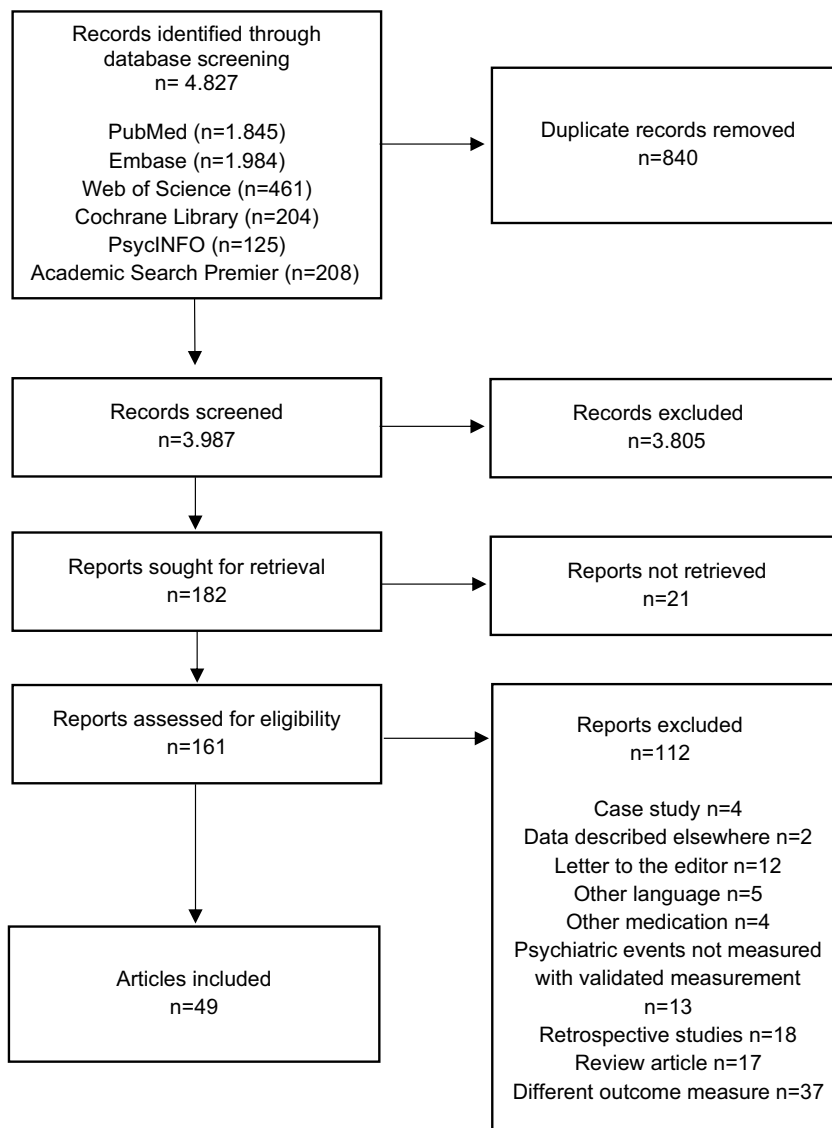 Records identified through
database screening
n= 4.827
PubMed (n=1.845)
Embase (n=1.984)
Web of Science (n=461)
Cochrane Library (n=204)
PsycINFO (n=125)
Academic Search Premier (n=208)
Duplicate records removed
n=840
Records screened
n=3.987
Records excluded
n=3.805
Reports sought for retrieval
n=182
Reports not retrieved
n=21
Reports assessed for eligibility
n=161
Reports excluded
n=112
Case study n=4
Data described elsewhere n=2
Letter to the editor n=12
Other language n=5
Other medication n=4
Psychiatric events not measured
with validated measurement
n=13
Retrospective studies n=18
Review article n=17
Different outcome measure n=37
Articles included
n=49